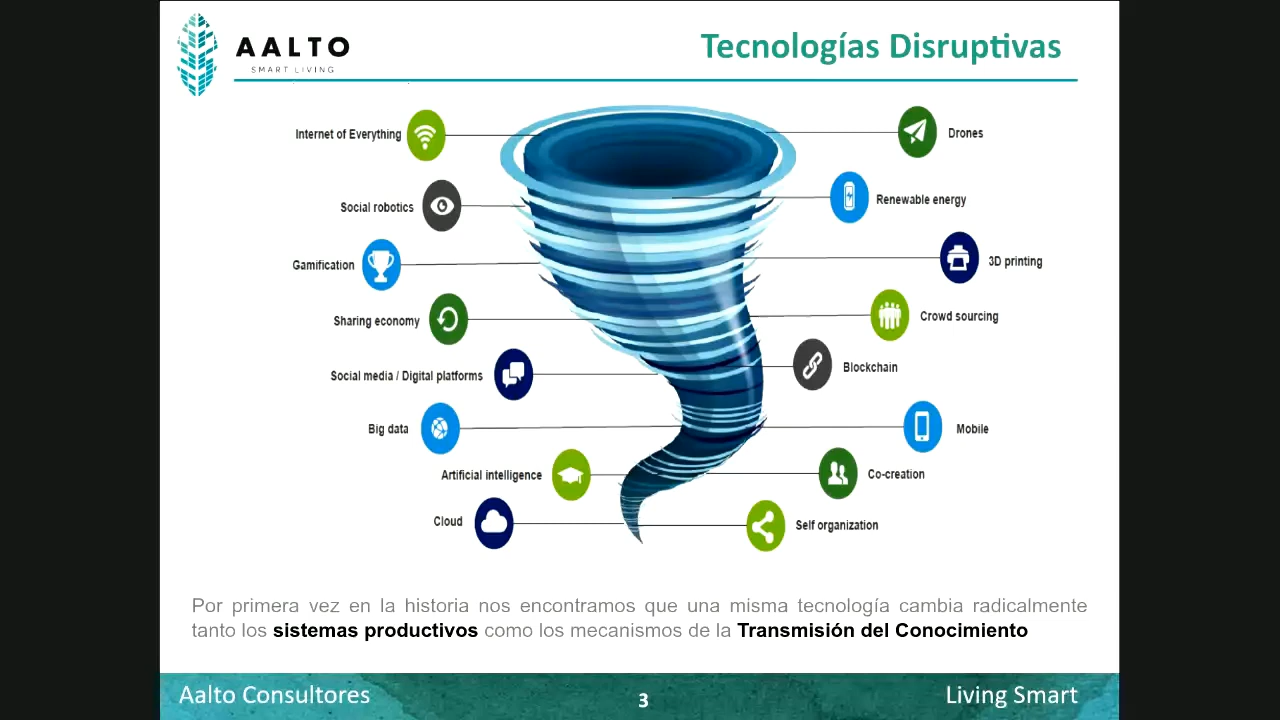 AALTO
SMART LIVING
Tecnologías Disruptivas
Internet of Everything
Drones
Social robotics
Renewable energy
Gamification
3D printing
Sharing economy
Crowd sourcing
Social media / Digital platforms
Blockchain
Big data
Mobile
Artificial intelligence
Co-creation
Cloud
Self organization
Por primera vez en la historia nos encontramos que una misma tecnología cambia radicalmente
tanto los sistemas productivos como los mecanismos de la Transmisión del Conocimiento
Aalto Consultores
3
Living Smart